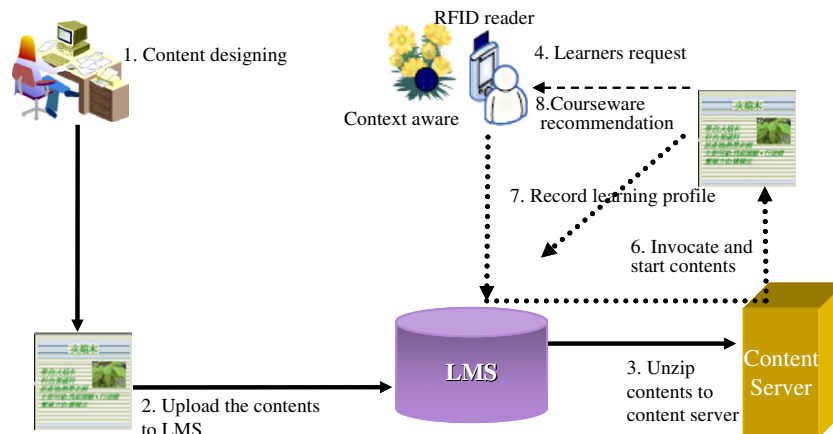 RFID reader
1. Content designing
4. Learners request
Context aware
8.Courseware
recommendation
7. Record learning profile
6. Invocate and
start contents
LMS
3. Unzip
contents to
content server
Content
Server
2. Upload the contents
to LMS